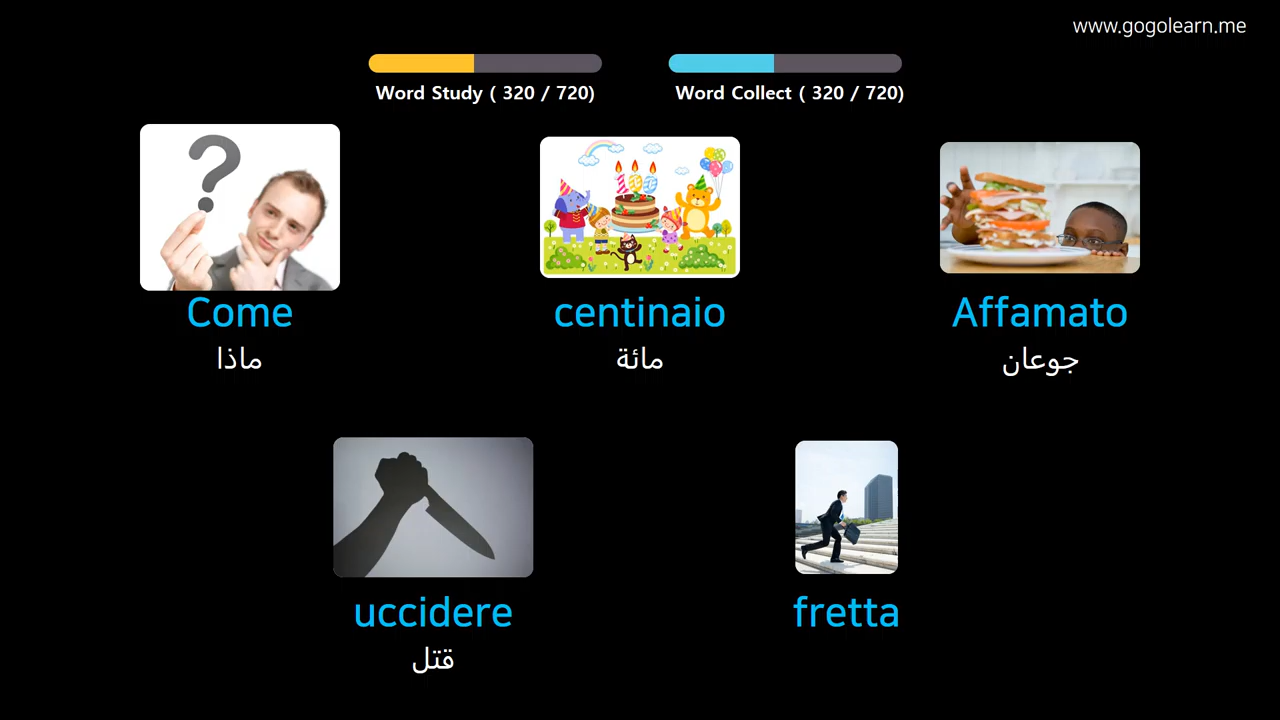 www.gogolearn.me
Word Study ( 320 / 720)
Word Collect ( 320 / 720)
100
Come
ماذا
centinaio
مائة
Affamato
جوعان
uccidere
قتل
fretta